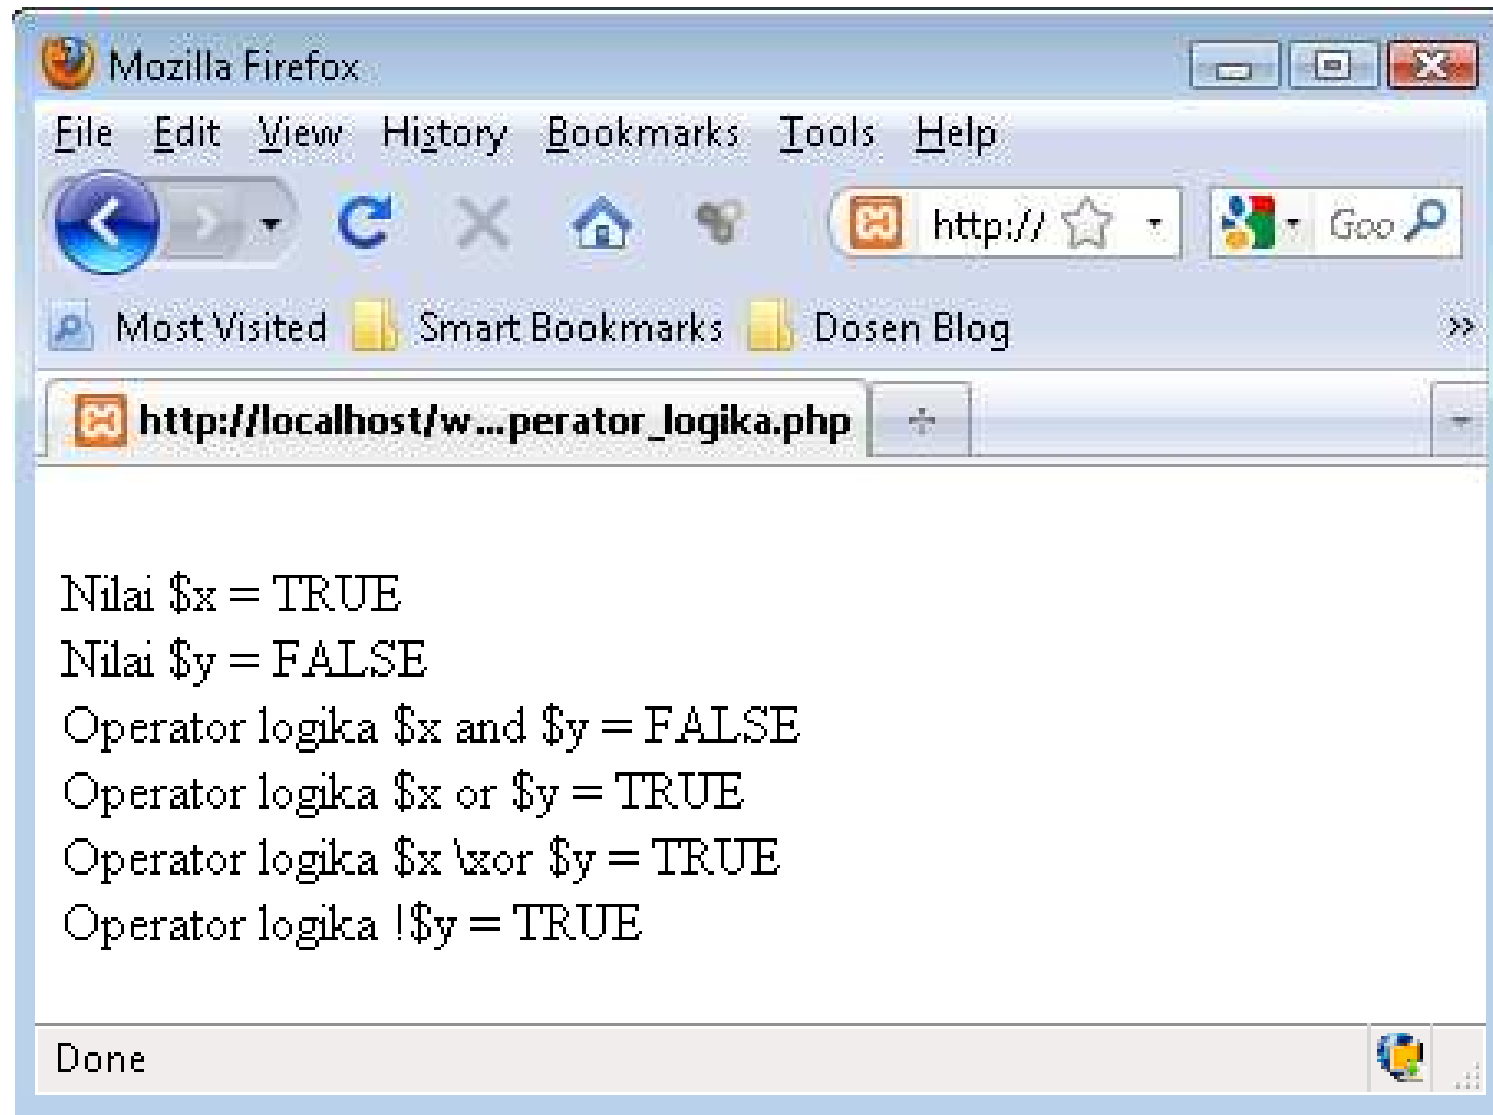 Mozilla Firefox
File Edit View History Bookmarks Tools Help
http:// Goo
Most Visited Smart Bookmarks Dosen Blog »
http://localhost/w...perator_logika.php
Nilai $x = TRUE
Nilai $y = FALSE
Operator logika $x and $y = FALSE
Operator logika $x or $y = TRUE
Operator logika $x \xor $y = TRUE
Operator logika !$y = TRUE
Done